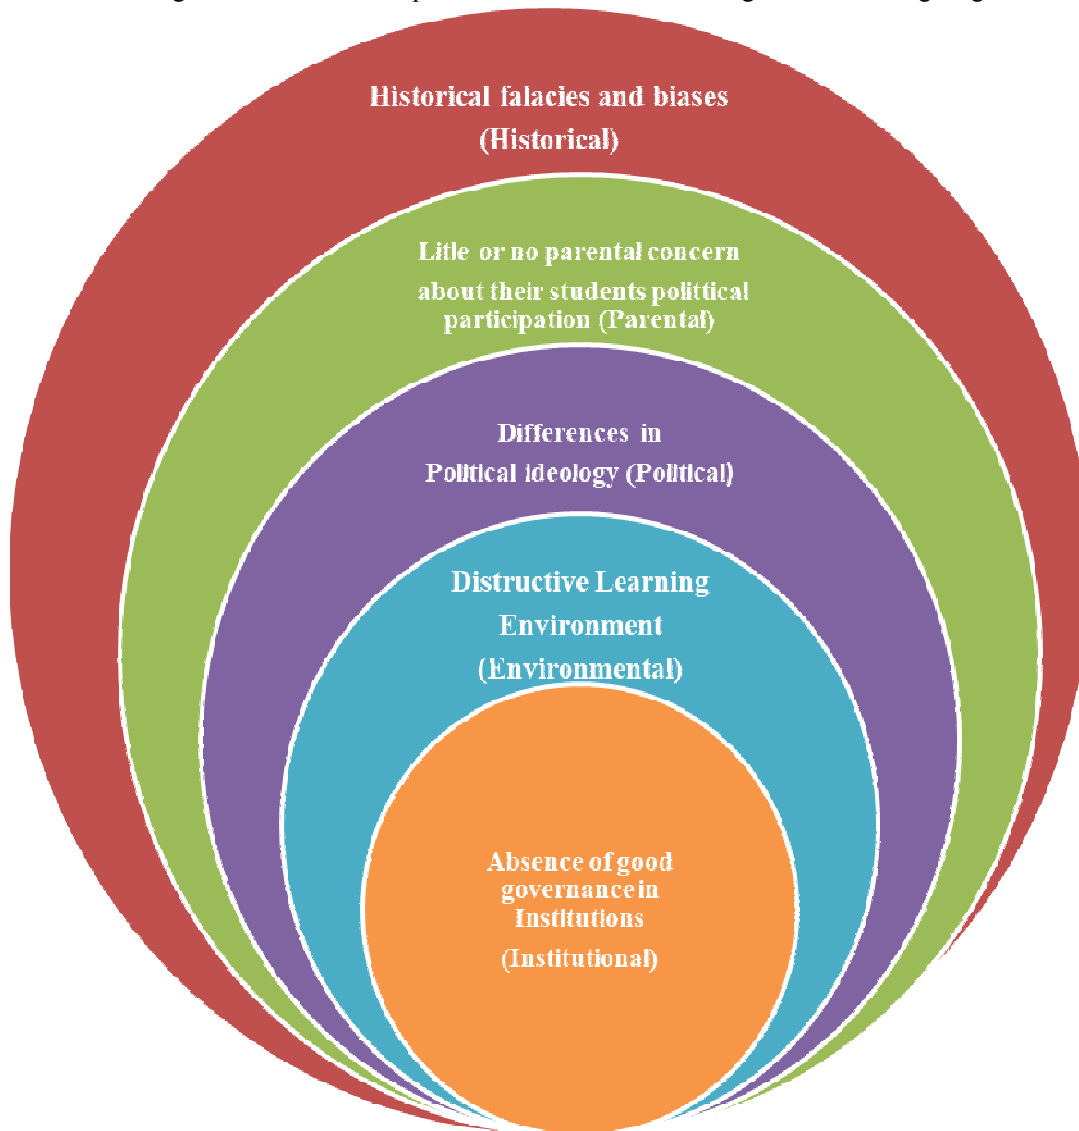 Historical falacies and biases
(Historical)
Litle or no parental concern
about their students polittical
participation (Parental)
Differences in
Political ideology (Political)
Distructive Learning
Environment
(Environmental)
Absence of good
governance in
Institutions
(Institutional)